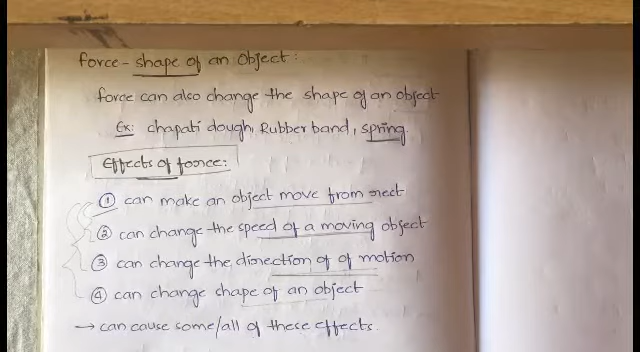 force - shape of an object:
force can also change the shape of an object
Ex: chapati dough, Rubber band, spring.
Effects of force:
① can make an object move from rect
② can change the speed of a moving object
③ can change the direction of of motion
④ can change shape of an object
→ can cause some/all of these effects.